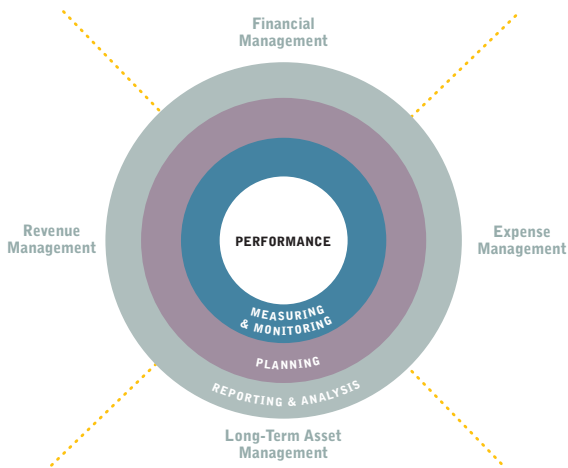 Financial
Management
Revenue
Management
PERFORMANCE
Expense
Management
MEASURING
& MONITORING
PLANNING
REPORTING & ANALYSIS
Long-Term Asset
Management